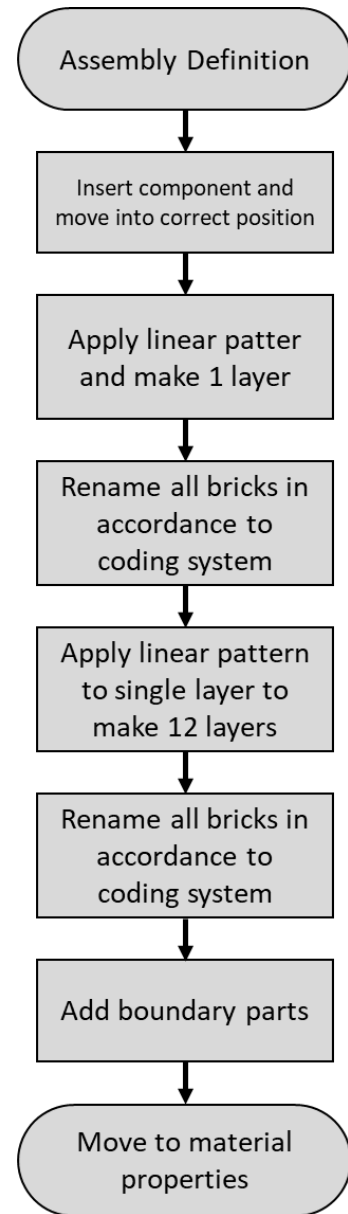 Assembly Definition
Insert component and
move into correct position
Apply linear patter
and make 1 layer
Rename all bricks in
accordance to
coding system
Apply linear pattern
to single layer to
make 12 layers
Rename all bricks in
accordance to
coding system
Add boundary parts
Move to material
properties